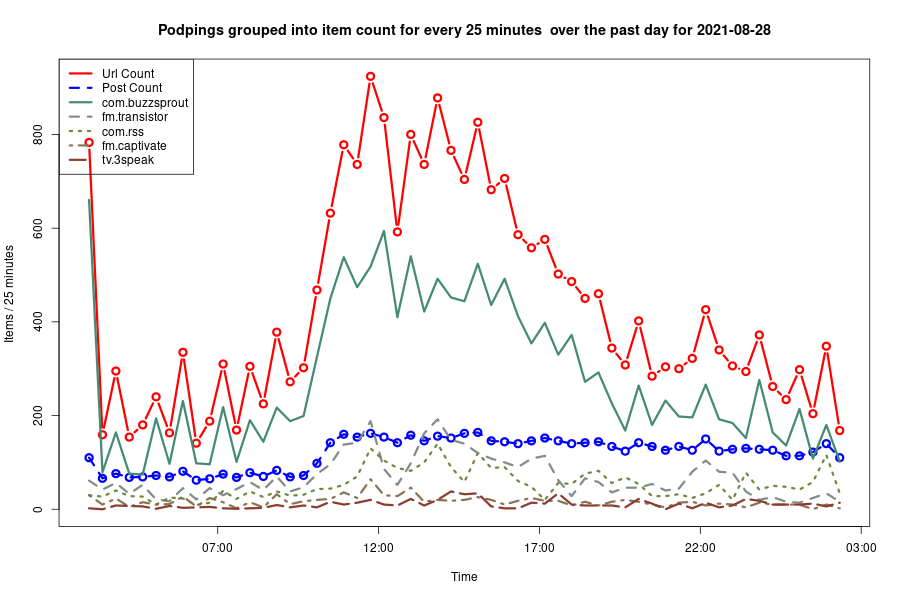 Podpings grouped into item count for every 25 minutes  over the past day for 2021-08-28
Url Count
Post Count
com.buzzsprout
fm.transistor
com.rss
fm.captivate
tv.3speak
Items / 25 minutes
800
600
400
200
0
07:00 12:00 17:00 22:00 03:00
Time